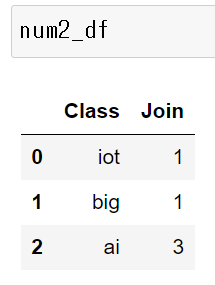 num2_df
Class Join
0 iot 1
1 big 1
2 ai 3